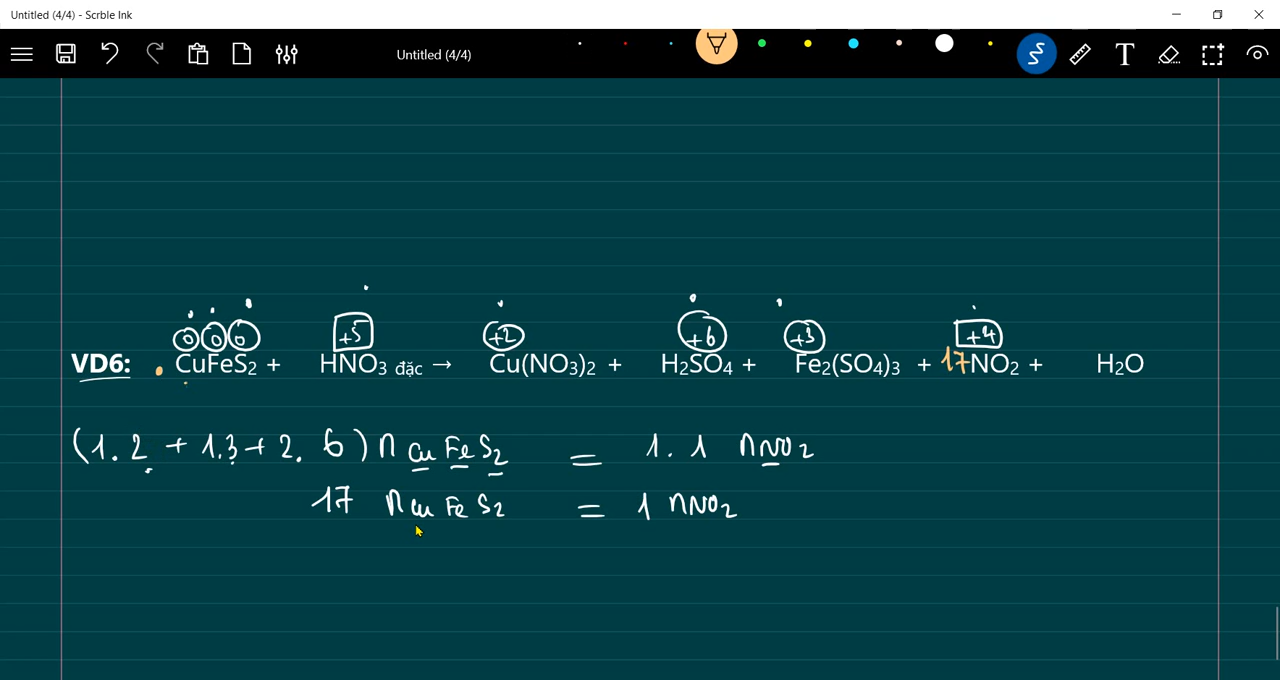 Untitled (4/4) - Scrble Ink
Untitled (4/4)
T
0 0 0 +5 +2 +6 +3 +4
VD6: CuFeS2 + HNO3 đặc → Cu(NO3)2 + H2SO4 + Fe2(SO4)3 + 17NO2 + H2O
(1.2 + 1.3 + 2.6) n CuFeS2 = 1.1 nNO2
17 nCuFeS2 = 1 nNO2